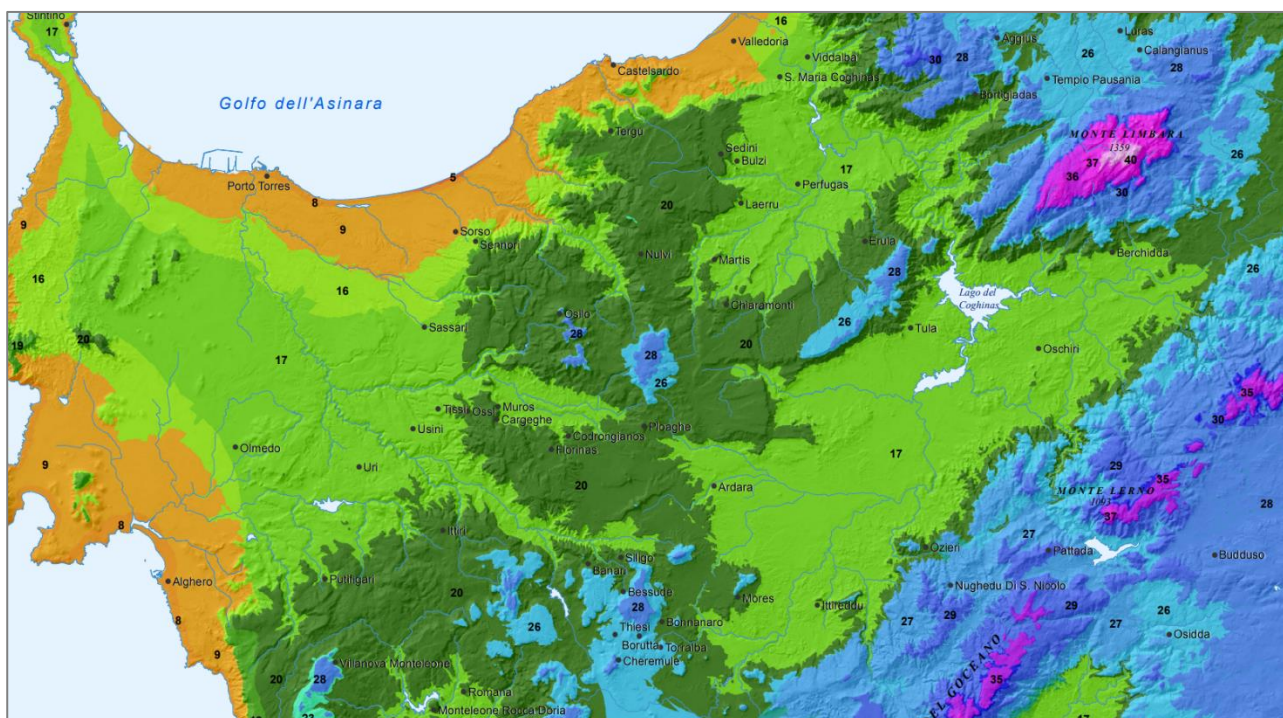 Stintino
17
16
Valledoria
Viddalba
Aggius
Luras
26
Calangianus
30
28
28
Castelsardo
S. Maria Coghinas
Tempio Pausania
Golfo dell'Asinara
Bortigiadas
Tergu
MONTE LIMBARA
1359
Sedini
Bulzi
17
37
40
26
Porto Torres
5
Perfugas
36
30
8
20
Laerru
9
9
Sorso
Sennori
Erula
Nulvi
Martis
Berchidda
16
28
26
16
Lago del
Coghinas
Chiaramonti
Osilo
Sassari
28
26
Tula
19
20
17
28
20
Oschiri
26
35
Tissi
Ossi
Muros
Cargeghe
30
Usini
Ploaghe
Codrongianos
Florinas
Olmedo
17
9
Uri
29
35
20
Ardara
MONTE LERNO
1093
28
37
8
Ittiri
27
Ozieri
Pattada
Budduso
Siligo
Banari
Alghero
Putifigari
20
Bessude
Mores
Ittireddu
Nughedu Di S. Nicolo
28
29
26
8
Bonnanaro
27
29
27
26
Thiesi
Borutta
Torralba
Osidda
9
Cheremule
Villanova Monteleone
20
28
35
Romana
EL GOCEANO
Monteleone Rocca Doria
17